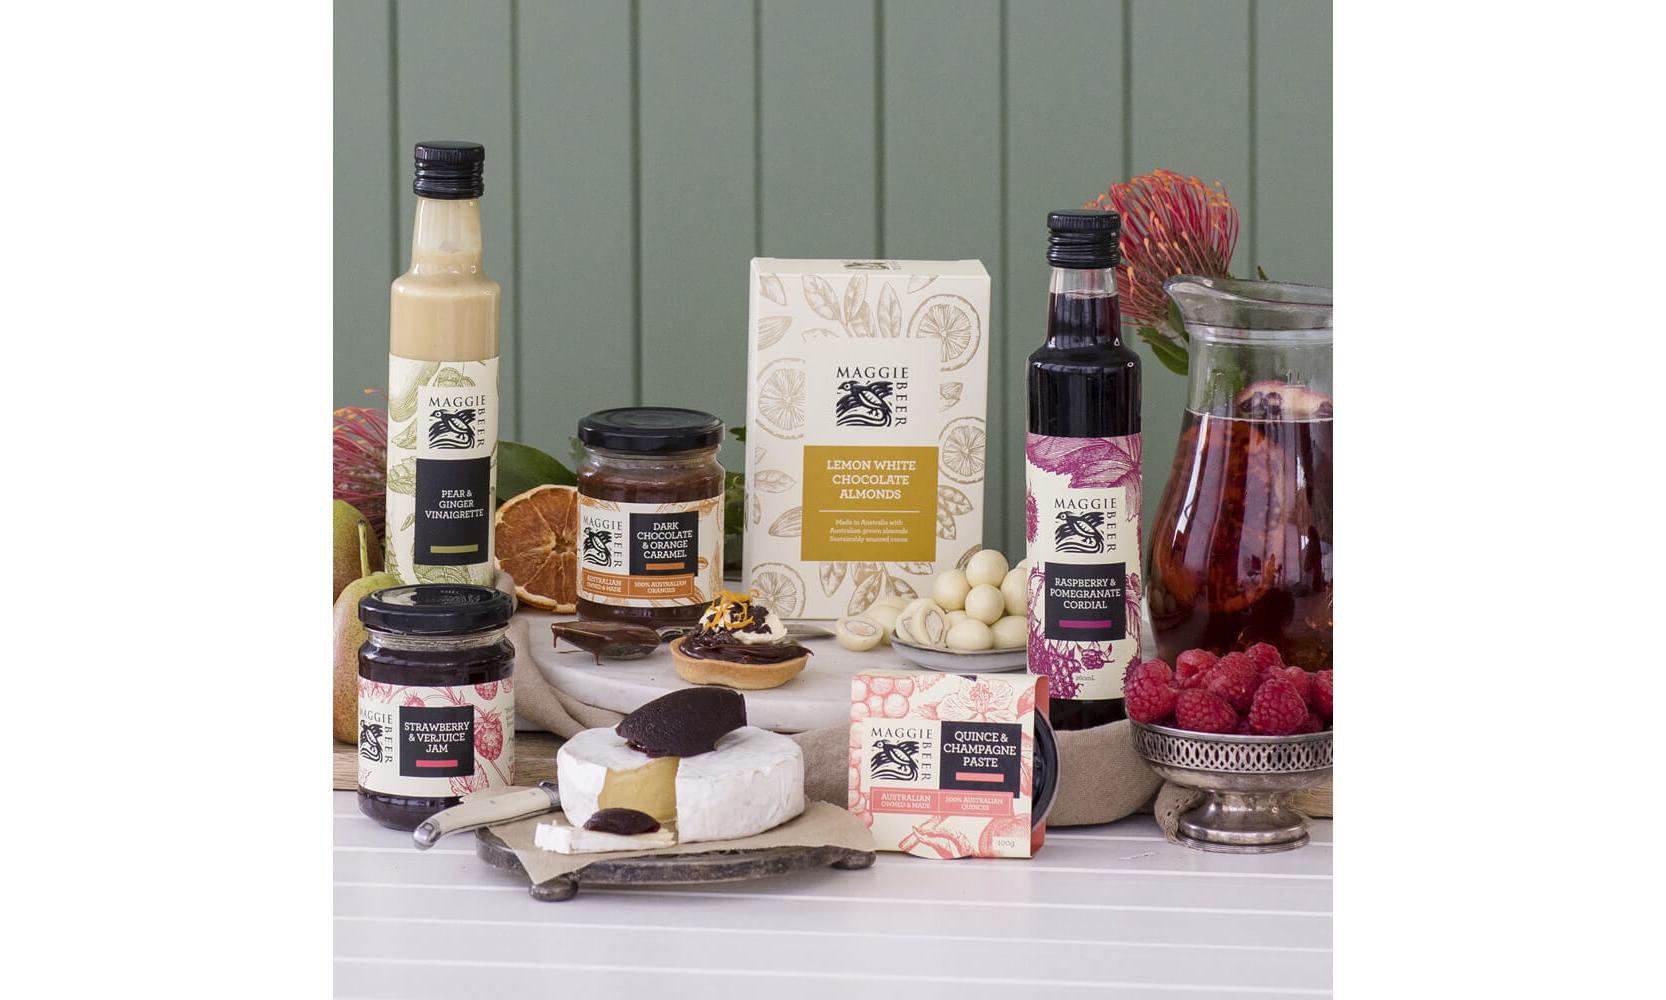 MAGGIE
BEER
PEAR &
GINGER
VINAIGRETTE
MAGGIE
BEER
DARK
CHOCOLATE
& ORANGE
CARAMEL
AUSTRALIAN
OWNED & MADE
100% AUSTRALIAN
ORANGES
MAGGIE
BEER
LEMON WHITE
CHOCOLATE
ALMONDS
Made in Australia with
Australian grown almonds
Sustainably sourced cocoa
MAGGIE
BEER
RASPBERRY &
POMEGRANATE
CORDIAL
260mL
MAGGIE
BEER
STRAWBERRY
& VERJUICE
JAM
MAGGIE
BEER
QUINCE &
CHAMPAGNE
PASTE
AUSTRALIAN
OWNED & MADE
100% AUSTRALIAN
QUINCES
100g